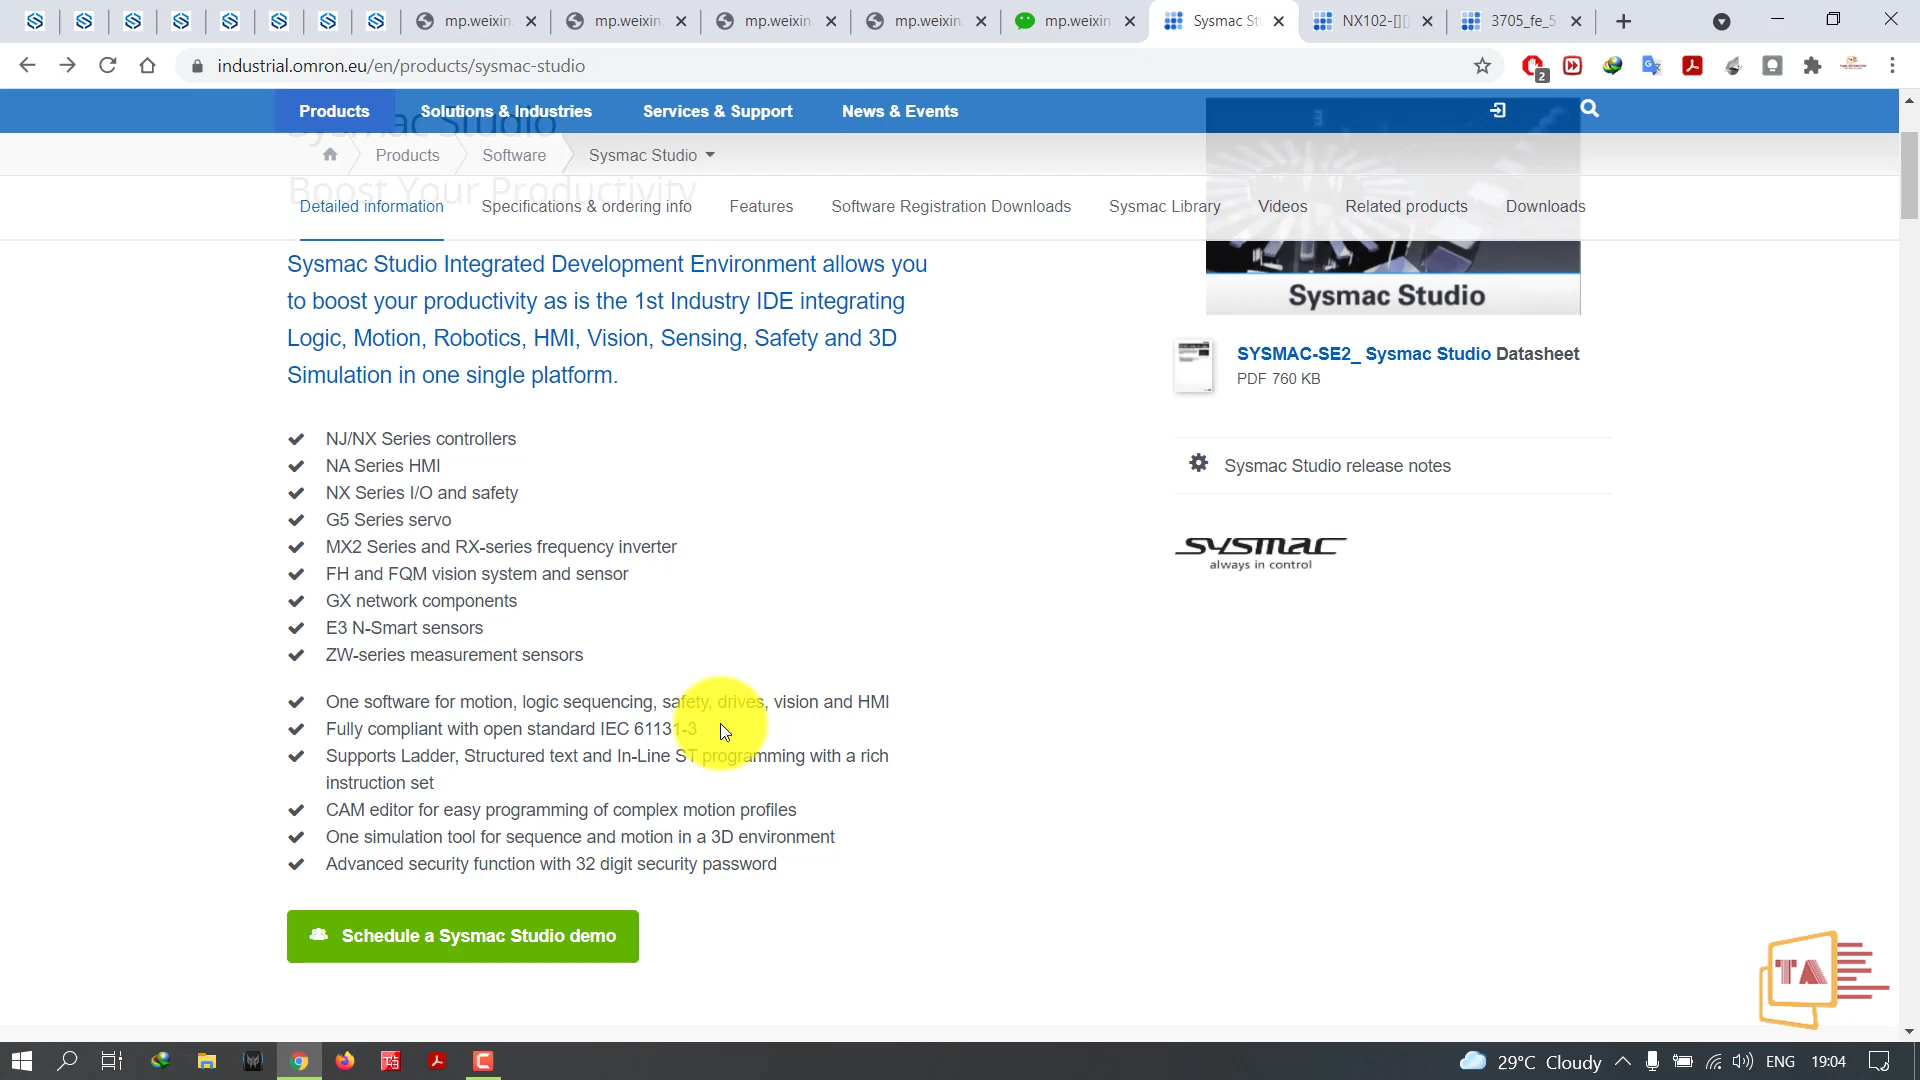 mp.weixin
mp.weixin
mp.weixin
mp.weixin
mp.weixin
Sysmac St
NX102-[][]
3705_fe_5
industrial.omron.eu/en/products/sysmac-studio
2
Products
Solutions & Industries
Services & Support
News & Events
Sysmac Studio
Products
Software
Sysmac Studio
Boost Your Productivity
Detailed information
Specifications & ordering info
Features
Software Registration Downloads
Sysmac Library
Videos
Related products
Downloads
Sysmac Studio Integrated Development Environment allows you
to boost your productivity as is the 1st Industry IDE integrating
Logic, Motion, Robotics, HMI, Vision, Sensing, Safety and 3D
Simulation in one single platform.
Sysmac Studio
SYSMAC-SE2_ Sysmac Studio Datasheet
PDF 760 KB
Sysmac Studio release notes
sysmac
always in control
NJ/NX Series controllers
NA Series HMI
NX Series I/O and safety
G5 Series servo
MX2 Series and RX-series frequency inverter
FH and FQM vision system and sensor
GX network components
E3 N-Smart sensors
ZW-series measurement sensors
One software for motion, logic sequencing, safety, drives, vision and HMI
Fully compliant with open standard IEC 61131-3
Supports Ladder, Structured text and In-Line ST programming with a rich
instruction set
CAM editor for easy programming of complex motion profiles
One simulation tool for sequence and motion in a 3D environment
Advanced security function with 32 digit security password
Schedule a Sysmac Studio demo
TA
29°C Cloudy
ENG
19:04